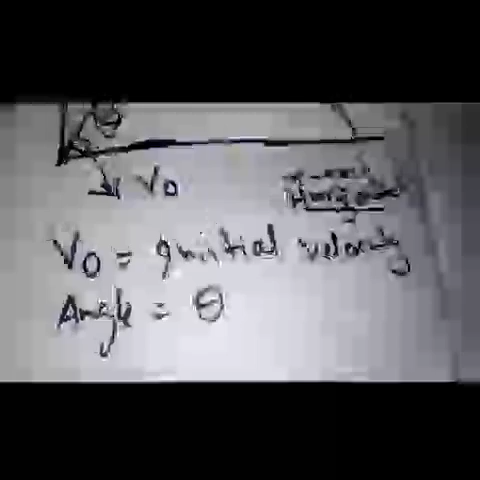 θ
V0
V0 = Initial velocity
Angle = θ